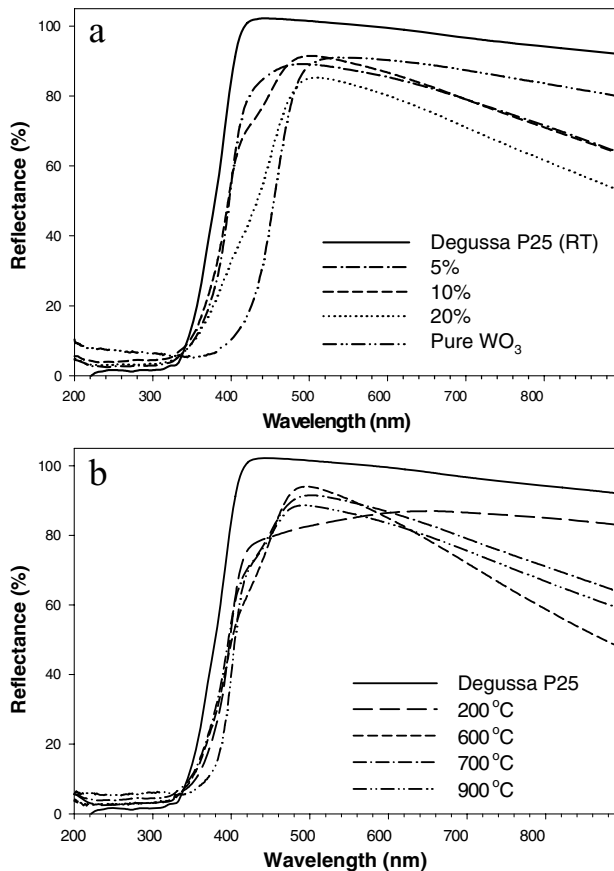 a
100
80
60
40
20
0
Reflectance (%)
Degussa P25 (RT)
5%
10%
20%
Pure WO₃
200 300 400 500 600 700 800
Wavelength (nm)
b
100
80
60
40
20
0
Reflectance (%)
Degussa P25
200 °C
600 °C
700 °C
900 °C
200 300 400 500 600 700 800
Wavelength (nm)